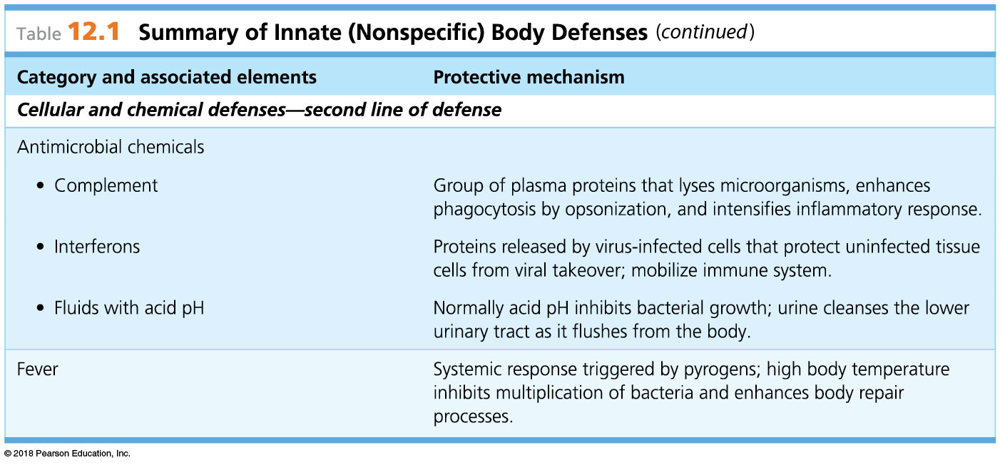 Table 12.1 Summary of Innate (Nonspecific) Body Defenses (continued)
Category and associated elements
Protective mechanism
Cellular and chemical defenses—second line of defense
Antimicrobial chemicals
• Complement
Group of plasma proteins that lyses microorganisms, enhances
phagocytosis by opsonization, and intensifies inflammatory response.
• Interferons
Proteins released by virus-infected cells that protect uninfected tissue
cells from viral takeover; mobilize immune system.
• Fluids with acid pH
Normally acid pH inhibits bacterial growth; urine cleanses the lower
urinary tract as it flushes from the body.
Fever
Systemic response triggered by pyrogens; high body temperature
inhibits multiplication of bacteria and enhances body repair
processes.
© 2018 Pearson Education, Inc.